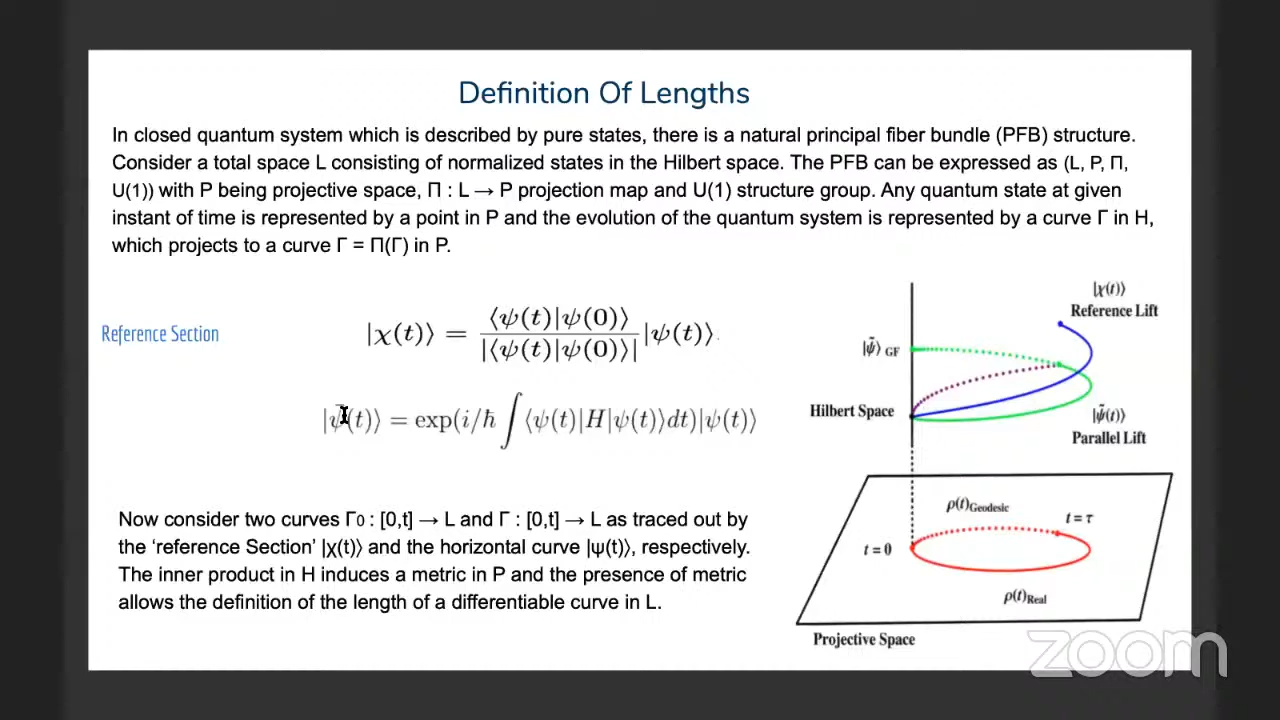 Definition Of Lengths
In closed quantum system which is described by pure states, there is a natural principal fiber bundle (PFB) structure.
Consider a total space L consisting of normalized states in the Hilbert space. The PFB can be expressed as (L, P, Π,
U(1)) with P being projective space, Π : L → P projection map and U(1) structure group. Any quantum state at given
instant of time is represented by a point in P and the evolution of the quantum system is represented by a curve Γ in H,
which projects to a curve Γ = Π(Γ) in P.
Reference Section
|χ(t)⟩ = ⟨ψ(t)|ψ(0)⟩ / |⟨ψ(t)|ψ(0)⟩| |ψ(t)⟩.
|ψ̃(t)⟩ = exp(i/ħ ∫⟨ψ(t)|H|ψ(t)⟩dt)|ψ(t)⟩
Now consider two curves Γ₀ : [0,t] → L and Γ : [0,t] → L as traced out by
the ‘reference Section’ |χ(t)⟩ and the horizontal curve |ψ(t)⟩, respectively.
The inner product in H induces a metric in P and the presence of metric
allows the definition of the length of a differentiable curve in L.
|χ(t)⟩
Reference Lift
|ψ̃⟩ GF
Hilbert Space
|ψ̃(t)⟩
Parallel Lift
ρ(t)Geodesic
t = τ
t = 0
ρ(t)Real
Projective Space
zoom